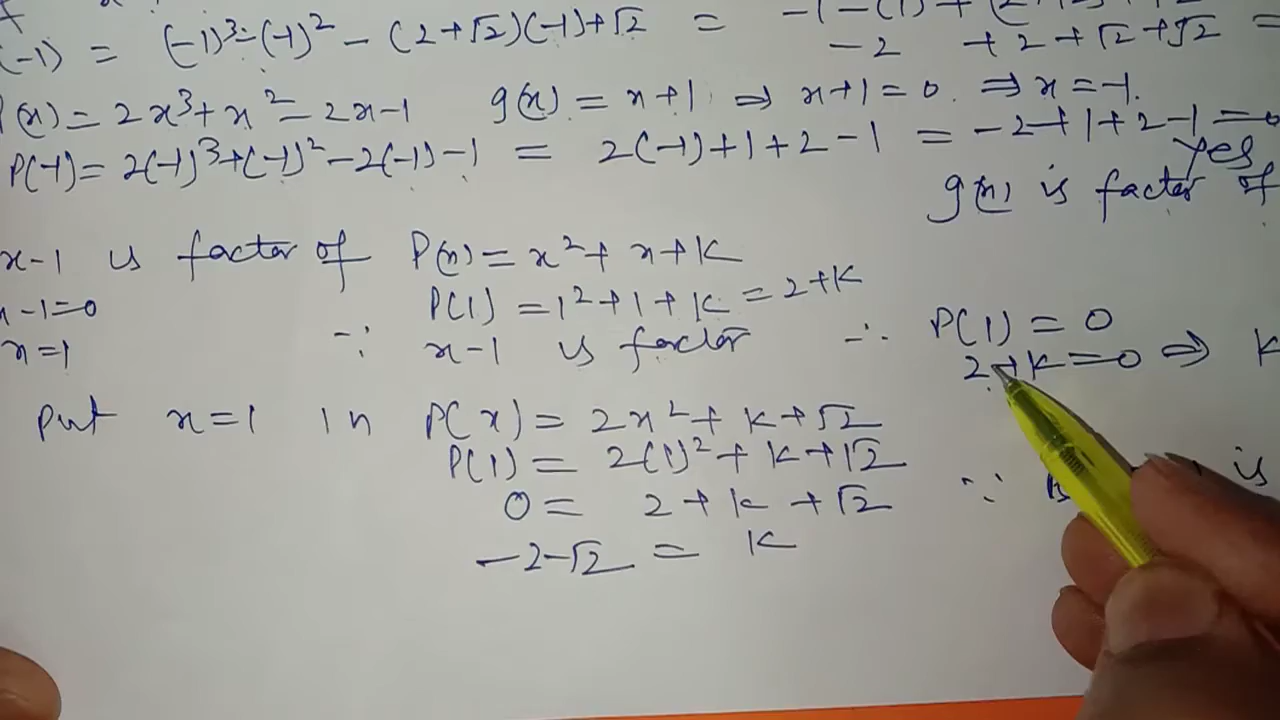 (-1) = (-1)³-(-1)² - (2+√2)(-1)+√2 =
-2 +2+√2+√2 =
(x) = 2x³+x²-2x-1 g(x) = x+1 ⇒ x+1=0. ⇒ x=-1.
P(-1) = 2(-1)³+(-1)²-2(-1)-1 = 2(-1)+1+2-1 = -2+1+2-1=0
yes
g(x) is factor of
x-1 is factor of P(x) = x²+x+k
x-1=0 P(1) = 1²+1+k = 2+k
x=1 ∵ x-1 is factor ∴ P(1) = 0
2+k=0 ⇒ k
Put x=1 in P(x) = 2x²+k+√2
P(1) = 2(1)²+k+√2
0 = 2+k+√2 ∵ is
-2-√2 = k